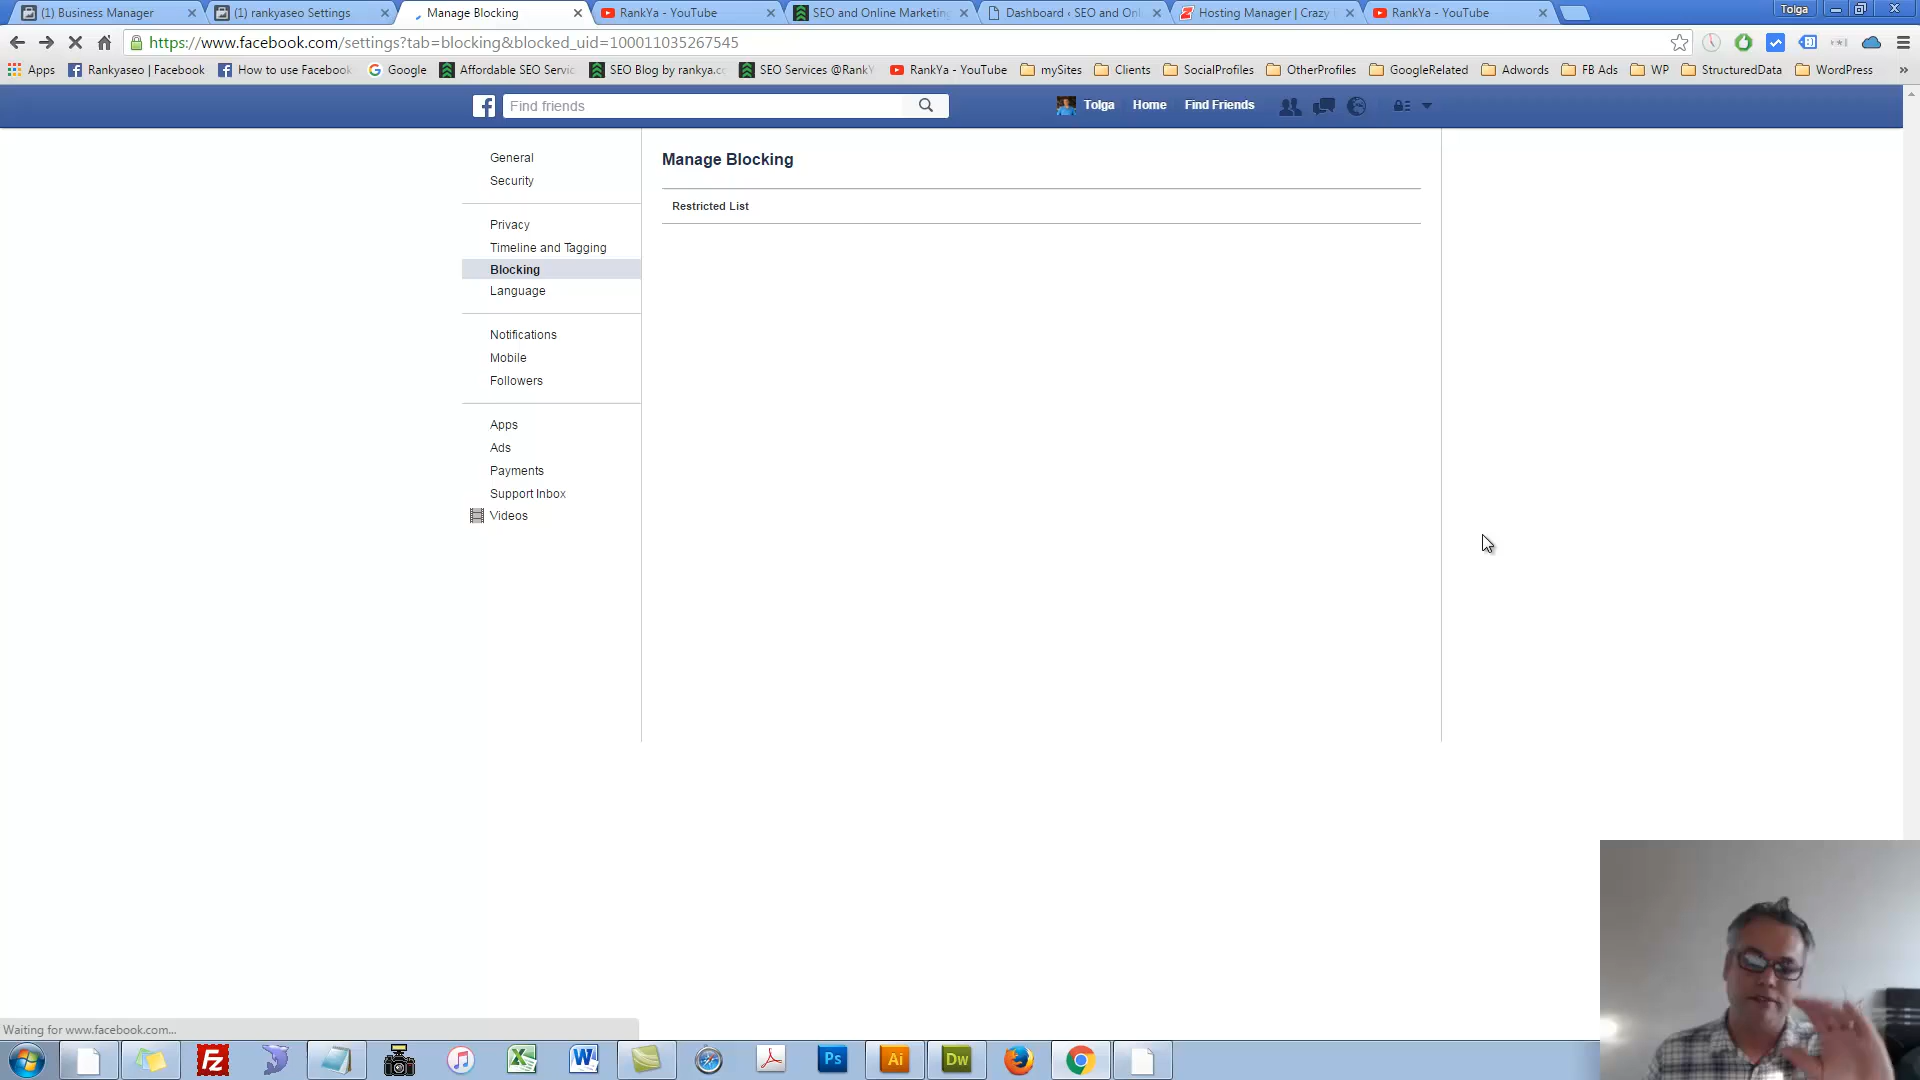 (1) Business Manager
(1) rankyaseo Settings
Manage Blocking
RankYa - YouTube
SEO and Online Marketing
Dashboard ‹ SEO and Onl
Hosting Manager | Crazy
RankYa - YouTube
Tolga
https://www.facebook.com/settings?tab=blocking&blocked_uid=100011035267545
Apps
Rankyaseo | Facebook
How to use Facebook
Google
Affordable SEO Servic
SEO Blog by rankya.c
SEO Services @RankY
RankYa - YouTube
mySites
Clients
SocialProfiles
OtherProfiles
GoogleRelated
Adwords
FB Ads
WP
StructuredData
WordPress
»
Find friends
Tolga
Home
Find Friends
General
Security
Privacy
Timeline and Tagging
Blocking
Language
Notifications
Mobile
Followers
Apps
Ads
Payments
Support Inbox
Videos
Manage Blocking
Restricted List
Waiting for www.facebook.com...
Fz
Ps
Ai
Dw